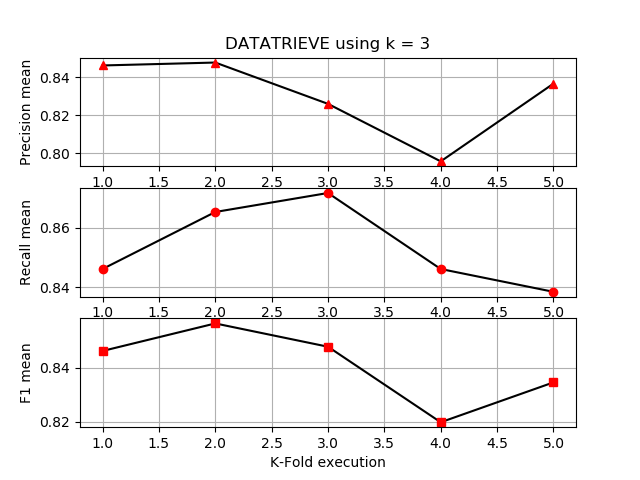 DATATRIEVE using k = 3
Precision mean
0.84
0.82
0.80
1.0 1.5 2.0 2.5 3.0 3.5 4.0 4.5 5.0
Recall mean
0.86
0.84
1.0 1.5 2.0 2.5 3.0 3.5 4.0 4.5 5.0
F1 mean
0.84
0.82
1.0 1.5 2.0 2.5 3.0 3.5 4.0 4.5 5.0
K-Fold execution